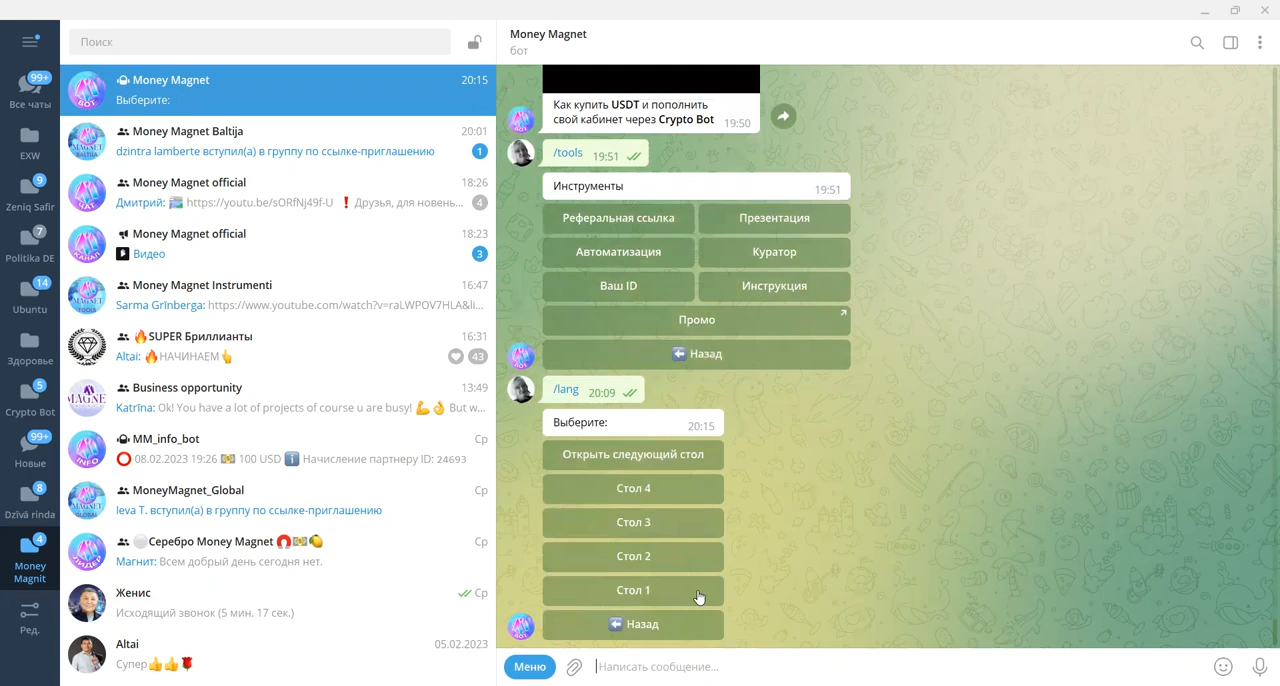 Поиск
Money Magnet
бот
99+
Все чаты
EXW
9
Zeniq Safir
7
Politika DE
14
Ubuntu
Здоровье
5
Crypto Bot
99+
Новые
8
Dzīvā rinda
4
Money
Magnit
Ред.
Money Magnet 20:15
Выберите:
Money Magnet Baltija 20:01
dzintra lamberte вступил(а) в группу по ссылке-приглашению 1
Money Magnet official 18:26
Дмитрий: https://youtu.be/sORfNj49f-U ❗ Друзья, для новень... 4
Money Magnet official 18:23
Видео 3
Money Magnet Instrumenti 16:47
Sarma Grīnberga: https://www.youtube.com/watch?v=raLWPOV7HLA&li...
🔥SUPER Бриллианты 16:31
Altai: 🔥НАЧИНАЕМ👆 43
Business opportunity 13:49
Katrīna: Ok! You have a lot of projects of course u are busy! 💪👌 But w...
MM_info_bot Ср
⭕ 08.02.2023 19:26 💵 100 USD ℹ️ Начисление партнеру ID: 24693
MoneyMagnet_Global Ср
Ieva T. вступил(а) в группу по ссылке-приглашению
⚪Серебро Money Magnet 🧲💵🍋 Ср
Магнит: Всем добрый день сегодня нет.
Женис Ср
Исходящий звонок (5 мин. 17 сек.)
Altai 05.02.2023
Супер👍👍🌹
Как купить USDT и пополнить
свой кабинет через Crypto Bot 19:50
/tools 19:51
Инструменты 19:51
Реферальная ссылка Презентация
Автоматизация Куратор
Ваш ID Инструкция
Промо
⬅️ Назад
/lang 20:09
Выберите: 20:15
Открыть следующий стол
Стол 4
Стол 3
Стол 2
Стол 1
⬅️ Назад
Меню Написать сообщение...